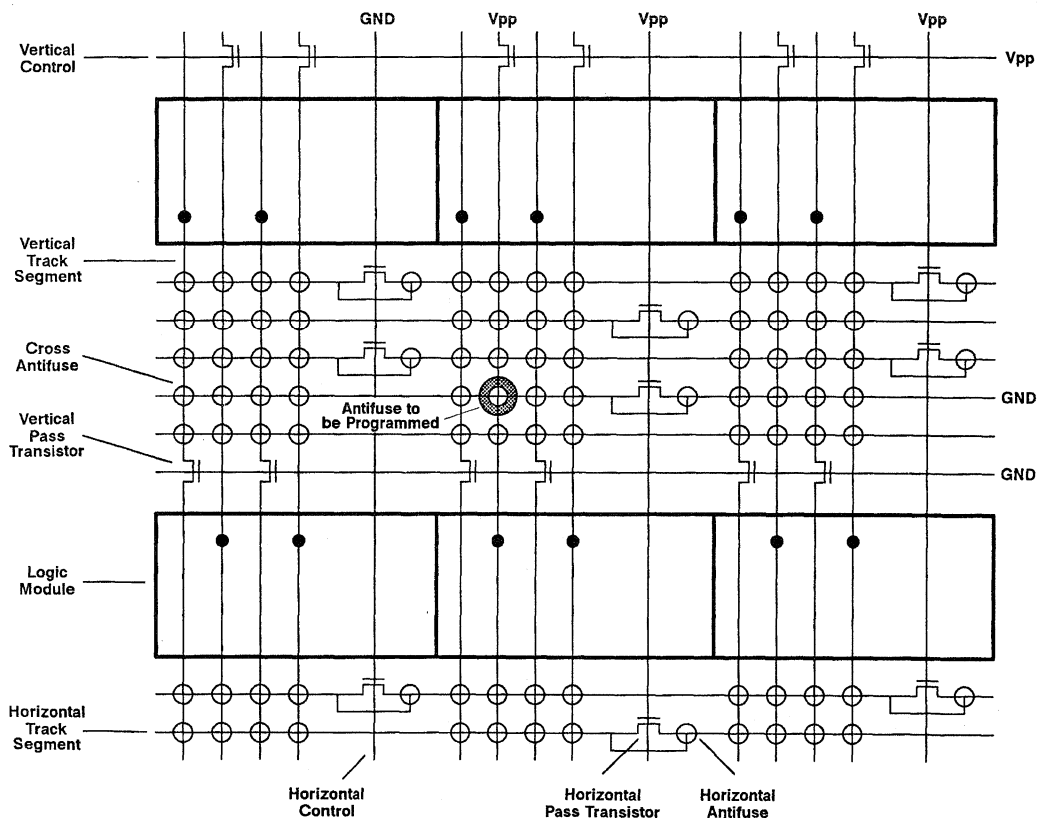 GND
Vpp
Vpp
Vpp
Vertical
Control
Vpp
Vertical
Track
Segment
Cross
Antifuse
Antifuse to
be Programmed
GND
Vertical
Pass
Transistor
GND
Logic
Module
Horizontal
Track
Segment
Horizontal
Control
Horizontal
Pass Transistor
Horizontal
Antifuse